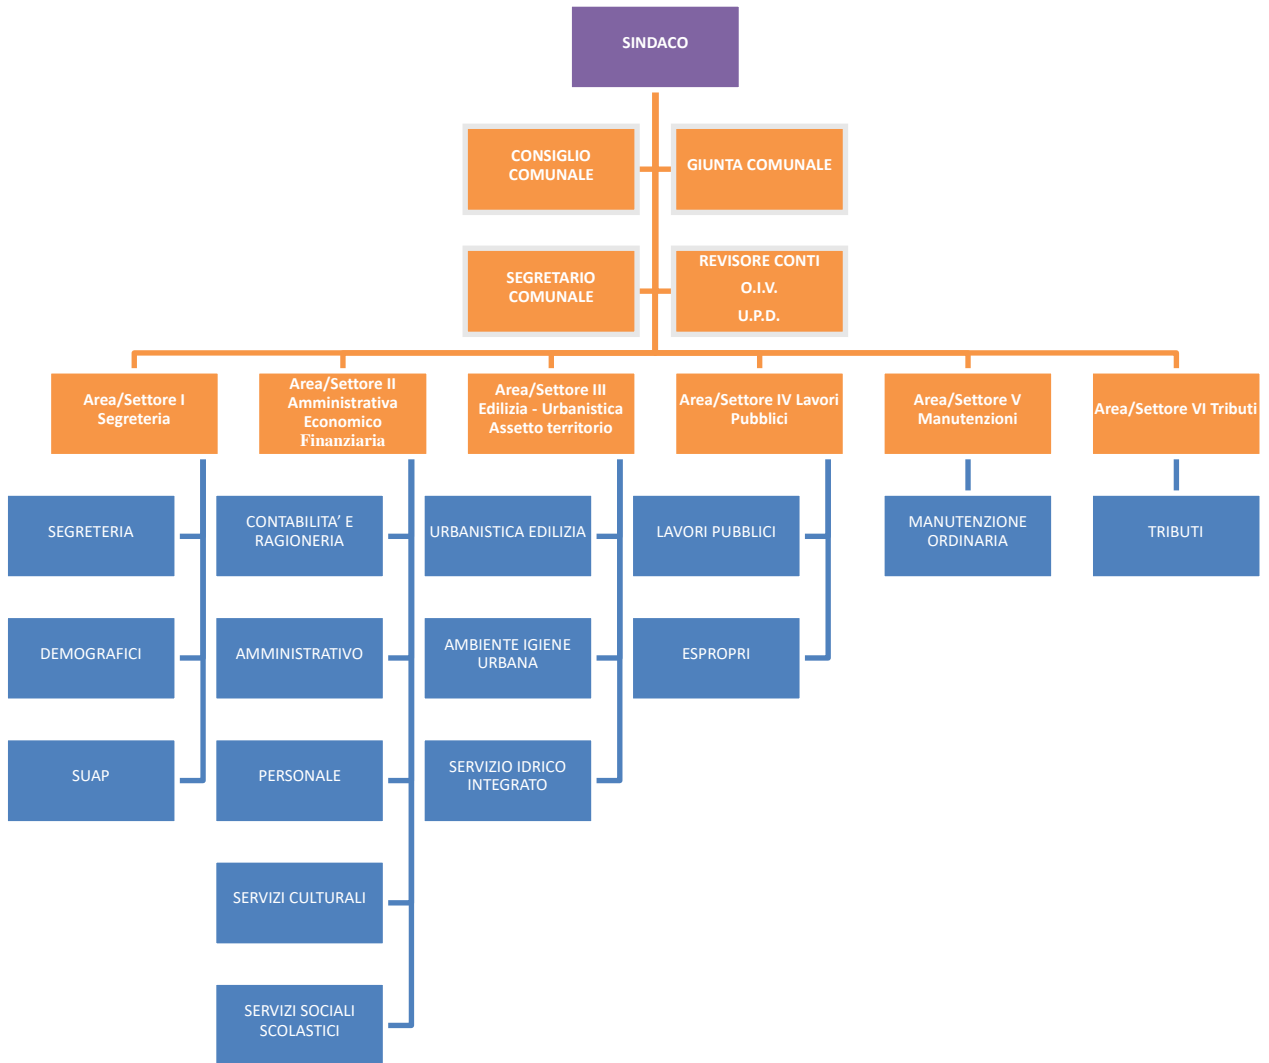 SINDACO
CONSIGLIO
COMUNALE
GIUNTA COMUNALE
SEGRETARIO
COMUNALE
REVISORE CONTI
O.I.V.
U.P.D.
Area/Settore I
Segreteria
Area/Settore II
Amministrativa
Economico
Finanziaria
Area/Settore III
Edilizia - Urbanistica
Assetto territorio
Area/Settore IV Lavori
Pubblici
Area/Settore V
Manutenzioni
Area/Settore VI Tributi
SEGRETERIA
CONTABILITA’ E
RAGIONERIA
URBANISTICA EDILIZIA
LAVORI PUBBLICI
MANUTENZIONE
ORDINARIA
TRIBUTI
DEMOGRAFICI
AMMINISTRATIVO
AMBIENTE IGIENE
URBANA
ESPROPRI
SUAP
PERSONALE
SERVIZIO IDRICO
INTEGRATO
SERVIZI CULTURALI
SERVIZI SOCIALI
SCOLASTICI